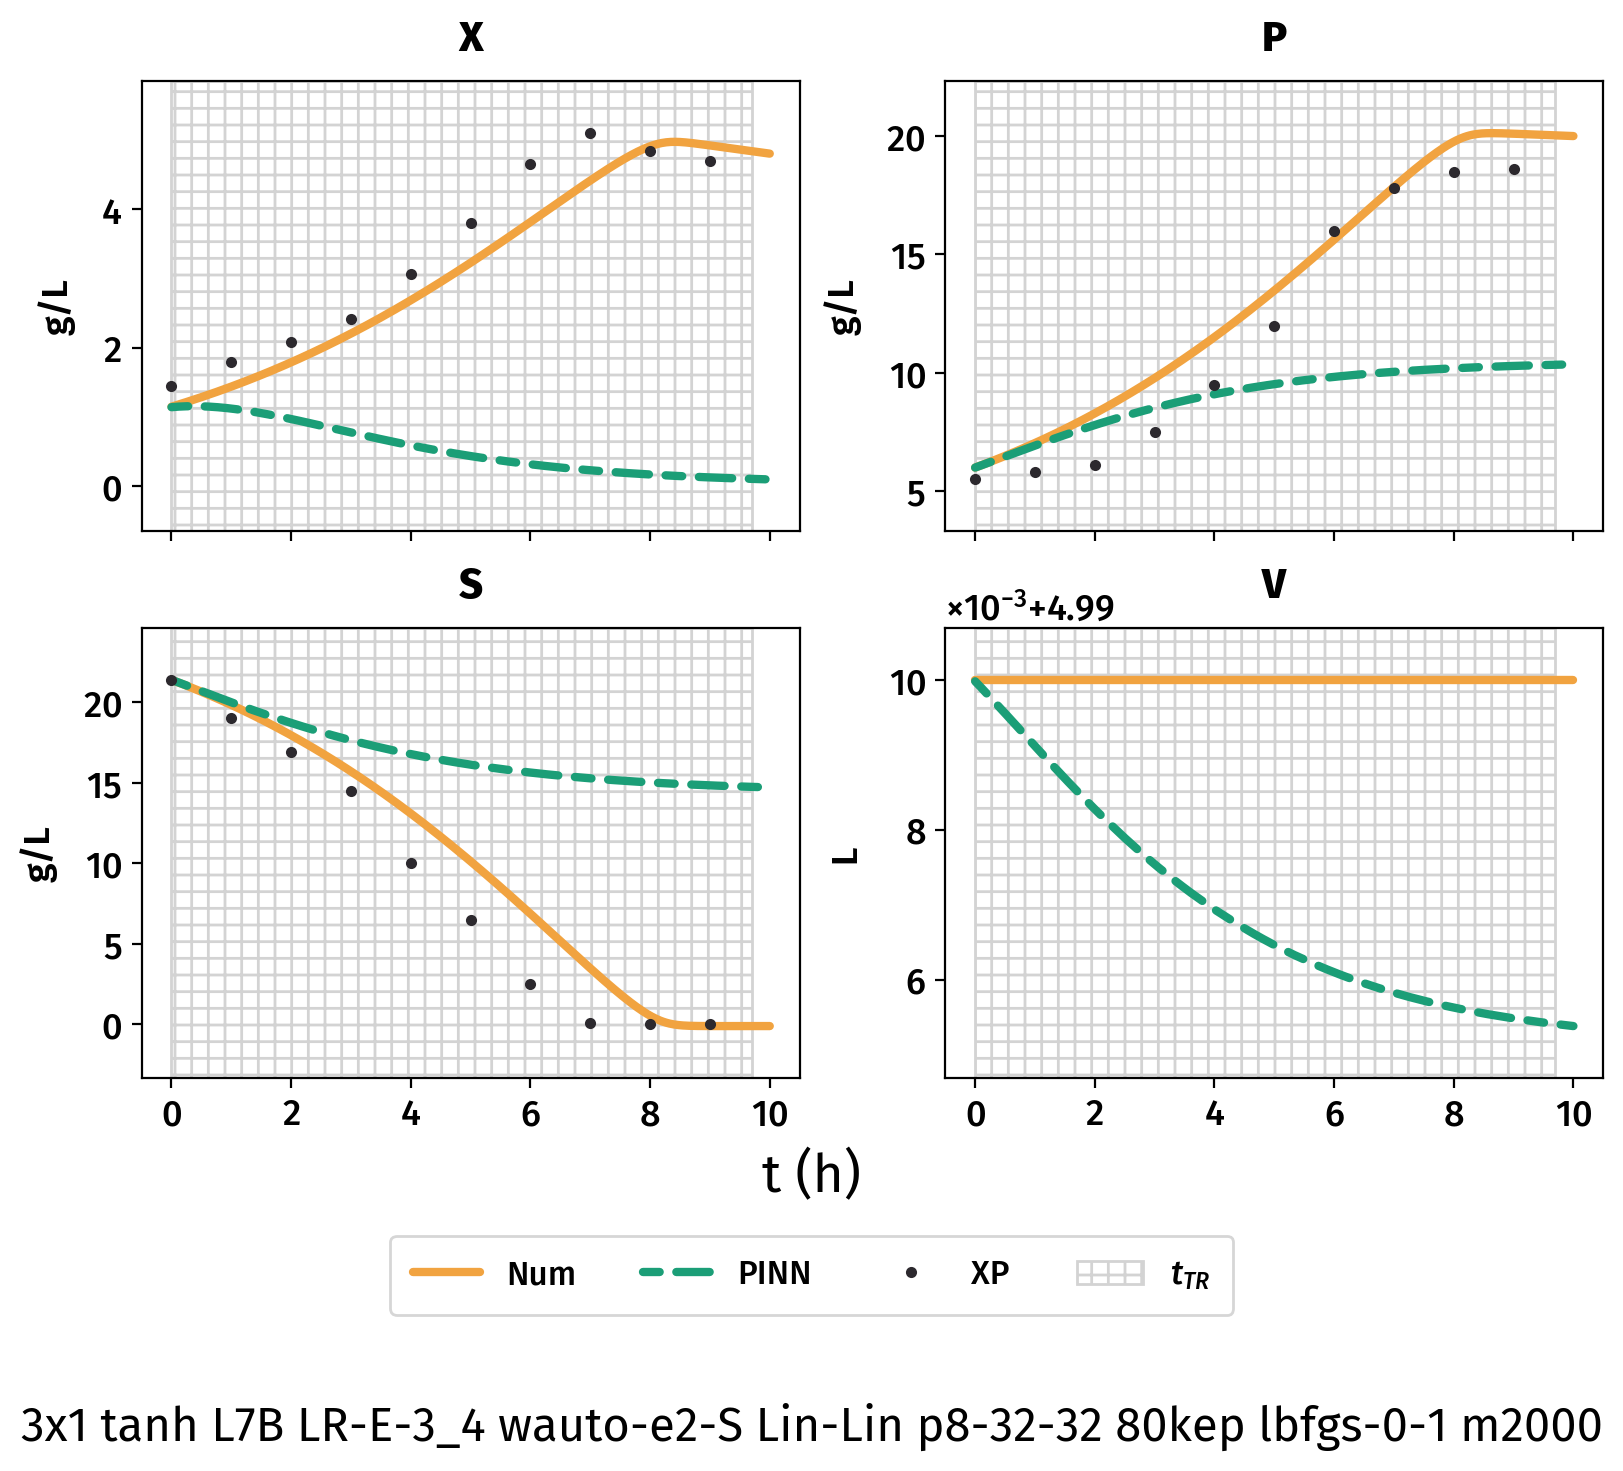 X
P
g/L
4
2
0
g/L
20
15
10
5
S
V
×10⁻³+4.99
g/L
20
15
10
5
0
L
10
8
6
0 2 4 6 8 10
0 2 4 6 8 10
t (h)
Num PINN XP t_TR
3x1 tanh L7B LR-E-3_4 wauto-e2-S Lin-Lin p8-32-32 80kep lbfgs-0-1 m2000